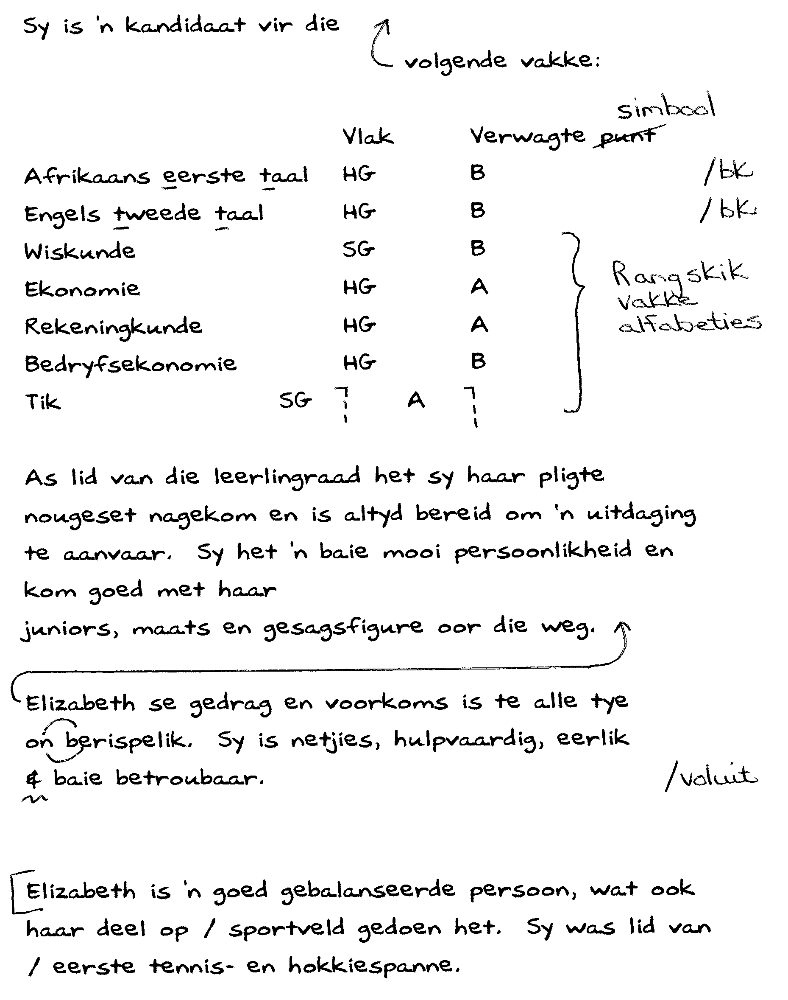 Sy is 'n kandidaat vir die
volgende vakke:
simbool
Vlak Verwagte punt
Afrikaans eerste taal HG B /bk
Engels tweede taal HG B /bk
Wiskunde SG B
Ekonomie HG A
Rangskik
vakke
alfabeties
Rekeningkunde HG A
Bedryfsekonomie HG B
Tik SG A
As lid van die leerlingraad het sy haar pligte
nougeset nagekom en is altyd bereid om 'n uitdaging
te aanvaar. Sy het 'n baie mooi persoonlikheid en
kom goed met haar
juniors, maats en gesagsfigure oor die weg.
Elizabeth se gedrag en voorkoms is te alle tye
on berispelik. Sy is netjies, hulpvaardig, eerlik
& baie betroubaar. /voluit
Elizabeth is 'n goed gebalanseerde persoon, wat ook
haar deel op / sportveld gedoen het. Sy was lid van
/ eerste tennis- en hokkiespanne.